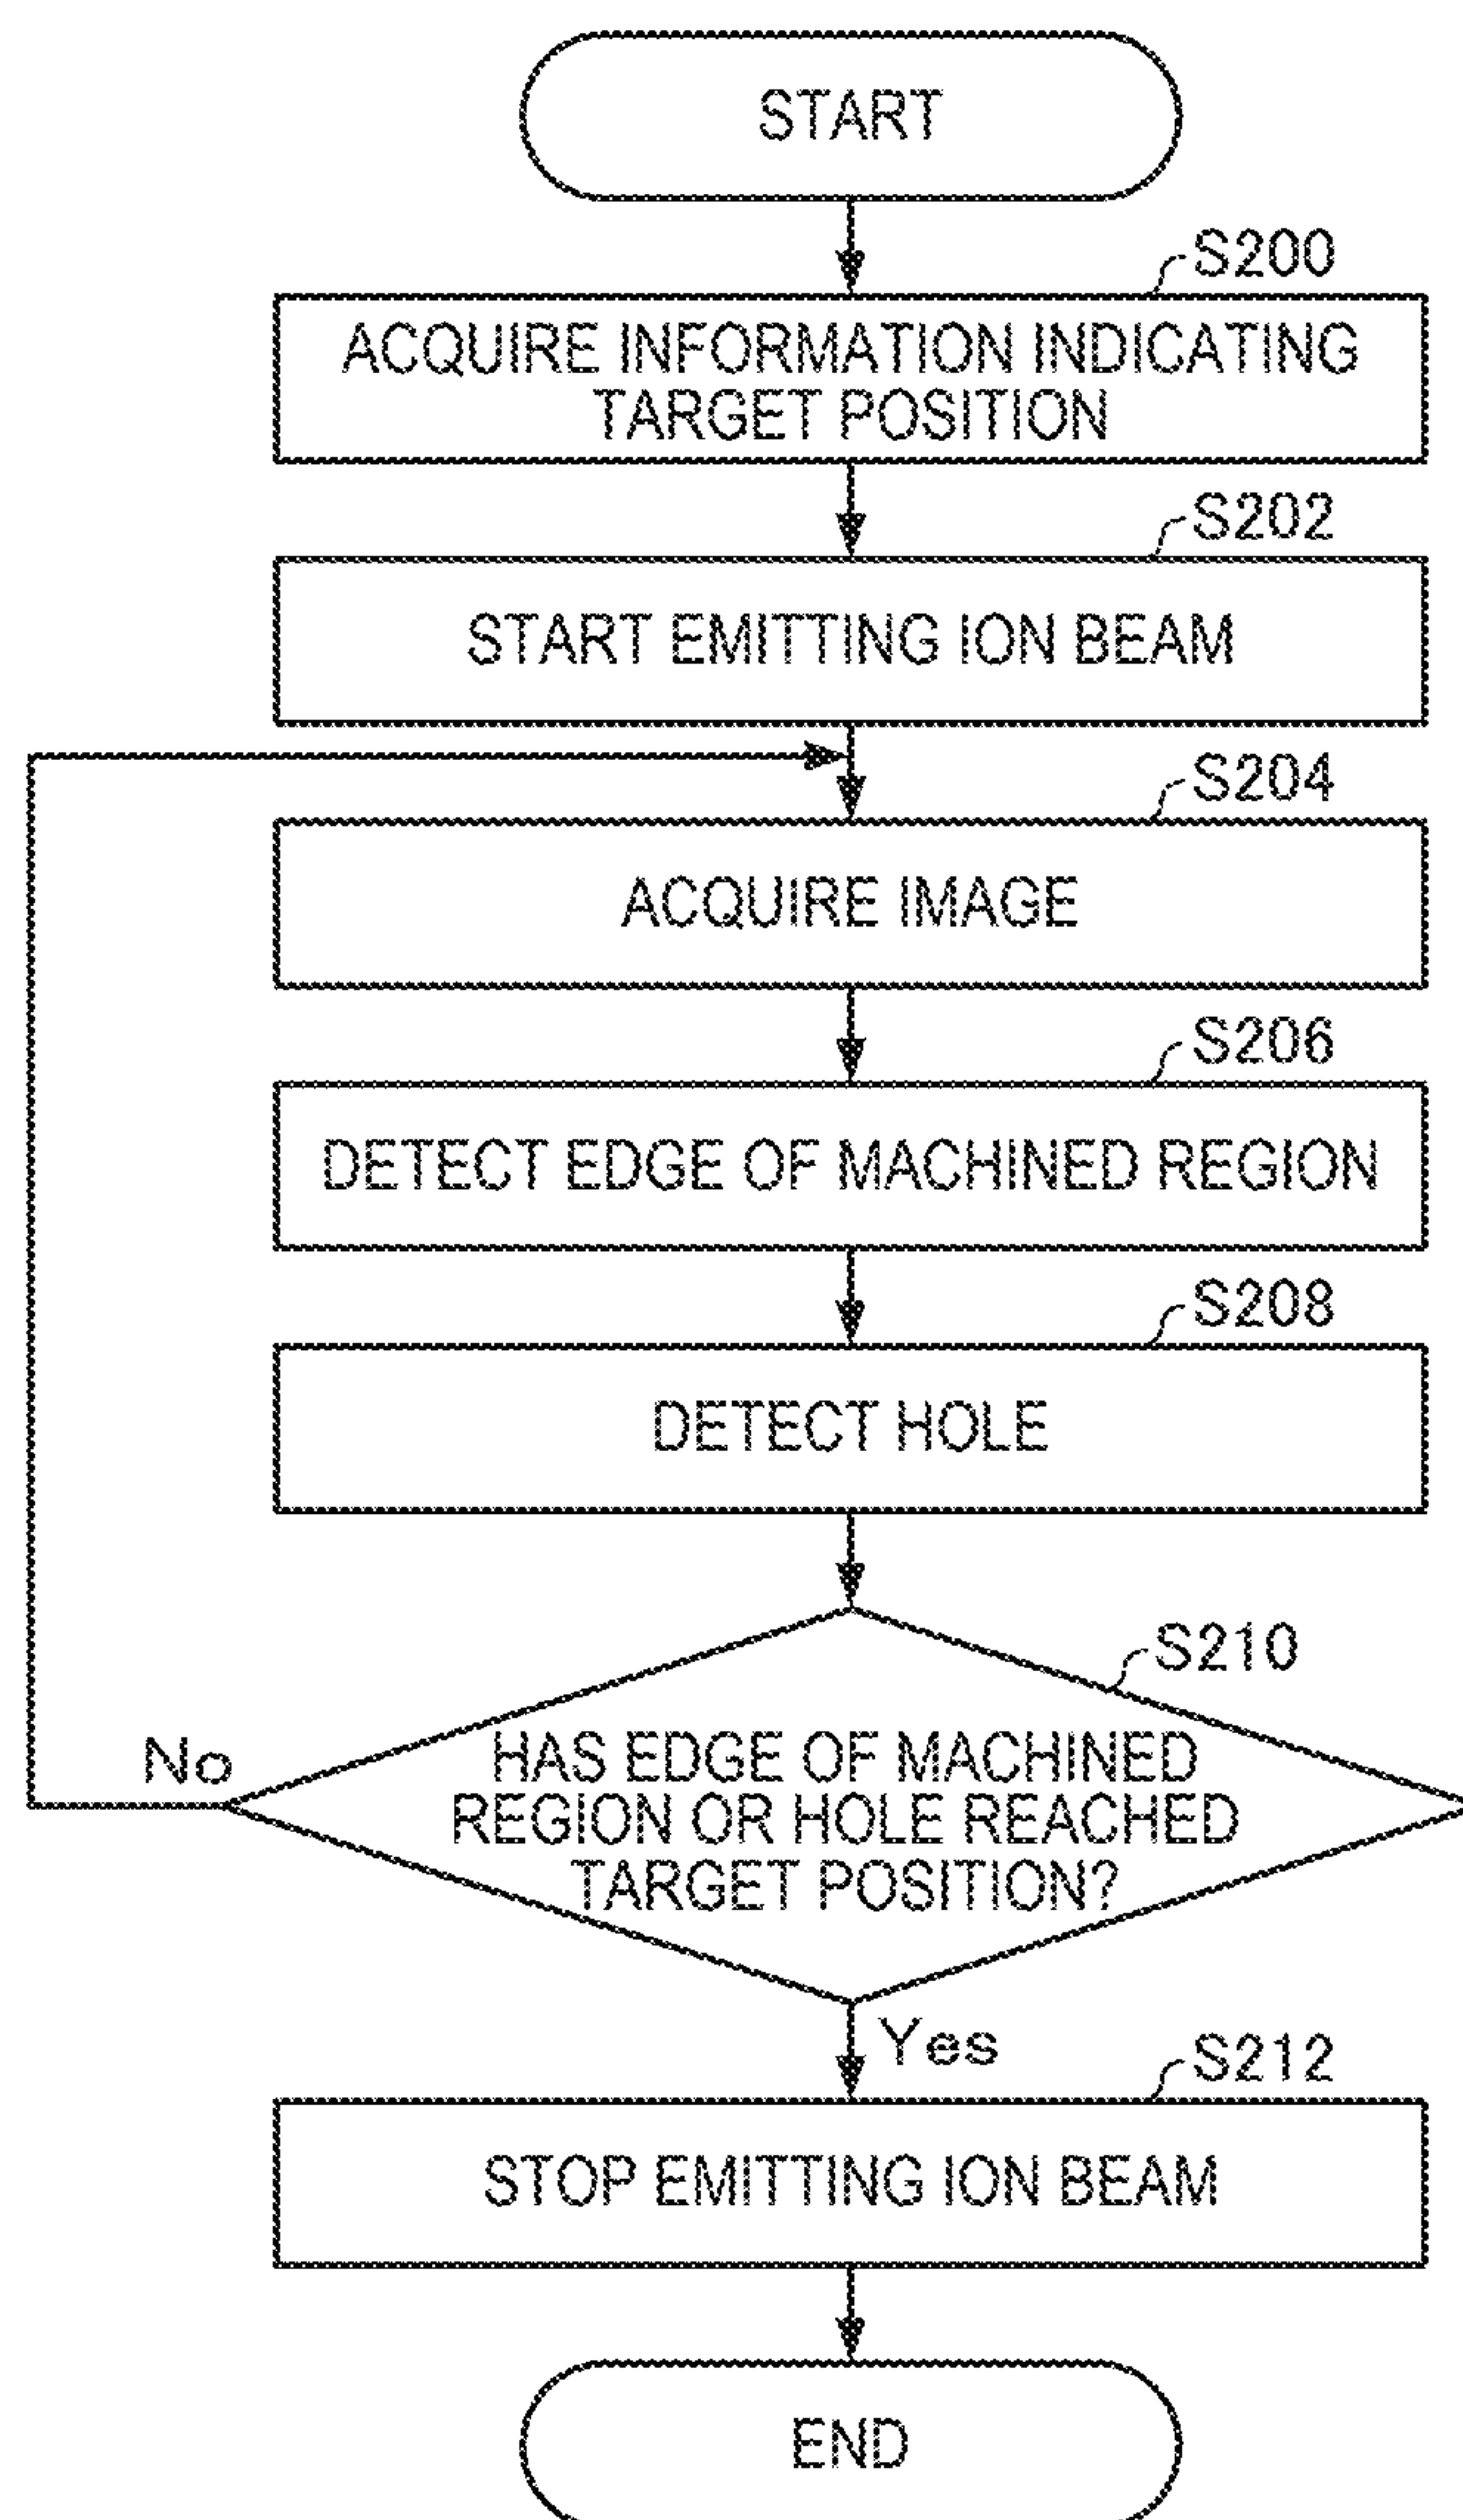 START
S200
ACQUIRE INFORMATION INDICATING
TARGET POSITION
S202
START EMITTING ION BEAM
S204
ACQUIRE IMAGE
S206
DETECT EDGE OF MACHINED REGION
S208
DETECT HOLE
S210
HAS EDGE OF MACHINED
REGION OR HOLE REACHED
TARGET POSITION?
No
Yes
S212
STOP EMITTING ION BEAM
END